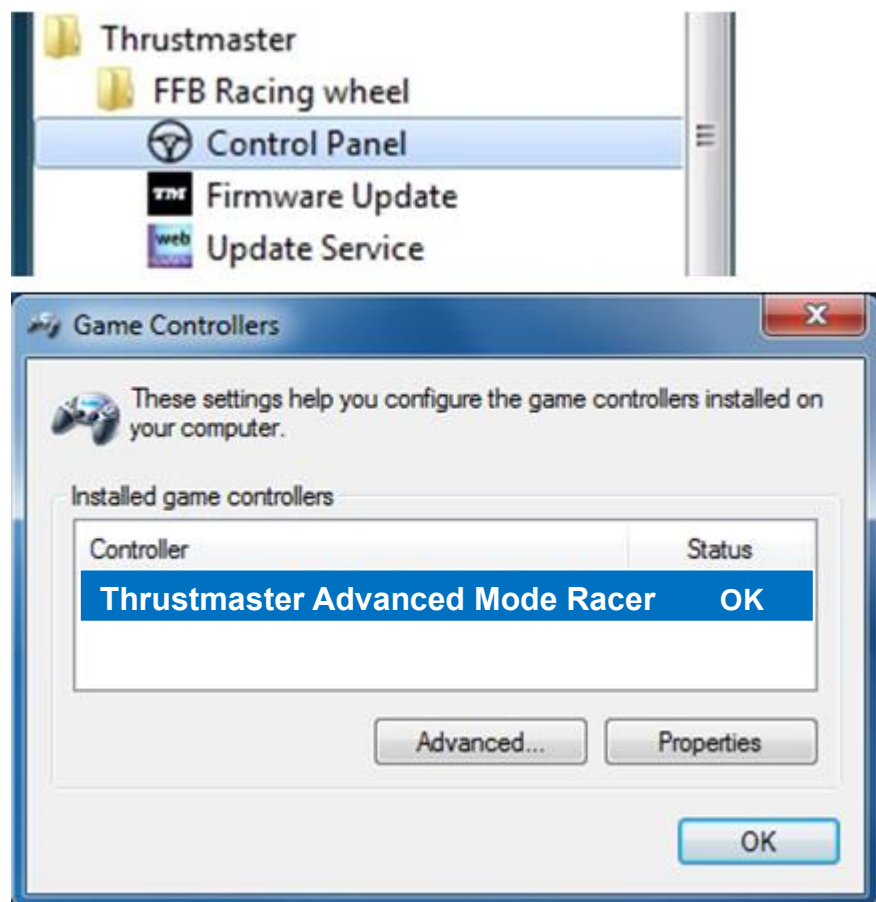 Thrustmaster
FFB Racing wheel
Control Panel
TM Firmware Update
web Update Service
Game Controllers
These settings help you configure the game controllers installed on
your computer.
Installed game controllers
Controller Status
Thrustmaster Advanced Mode Racer OK
Advanced... Properties
OK